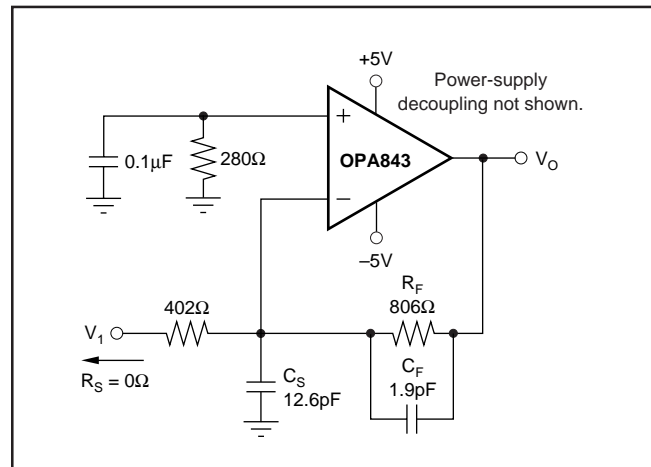 +5V
Power-supply
decoupling not shown.
+
0.1µF
280Ω
OPA843
V_O
−
–5V
R_F
402Ω
806Ω
V_1
C_F
R_S = 0Ω
C_S
1.9pF
12.6pF